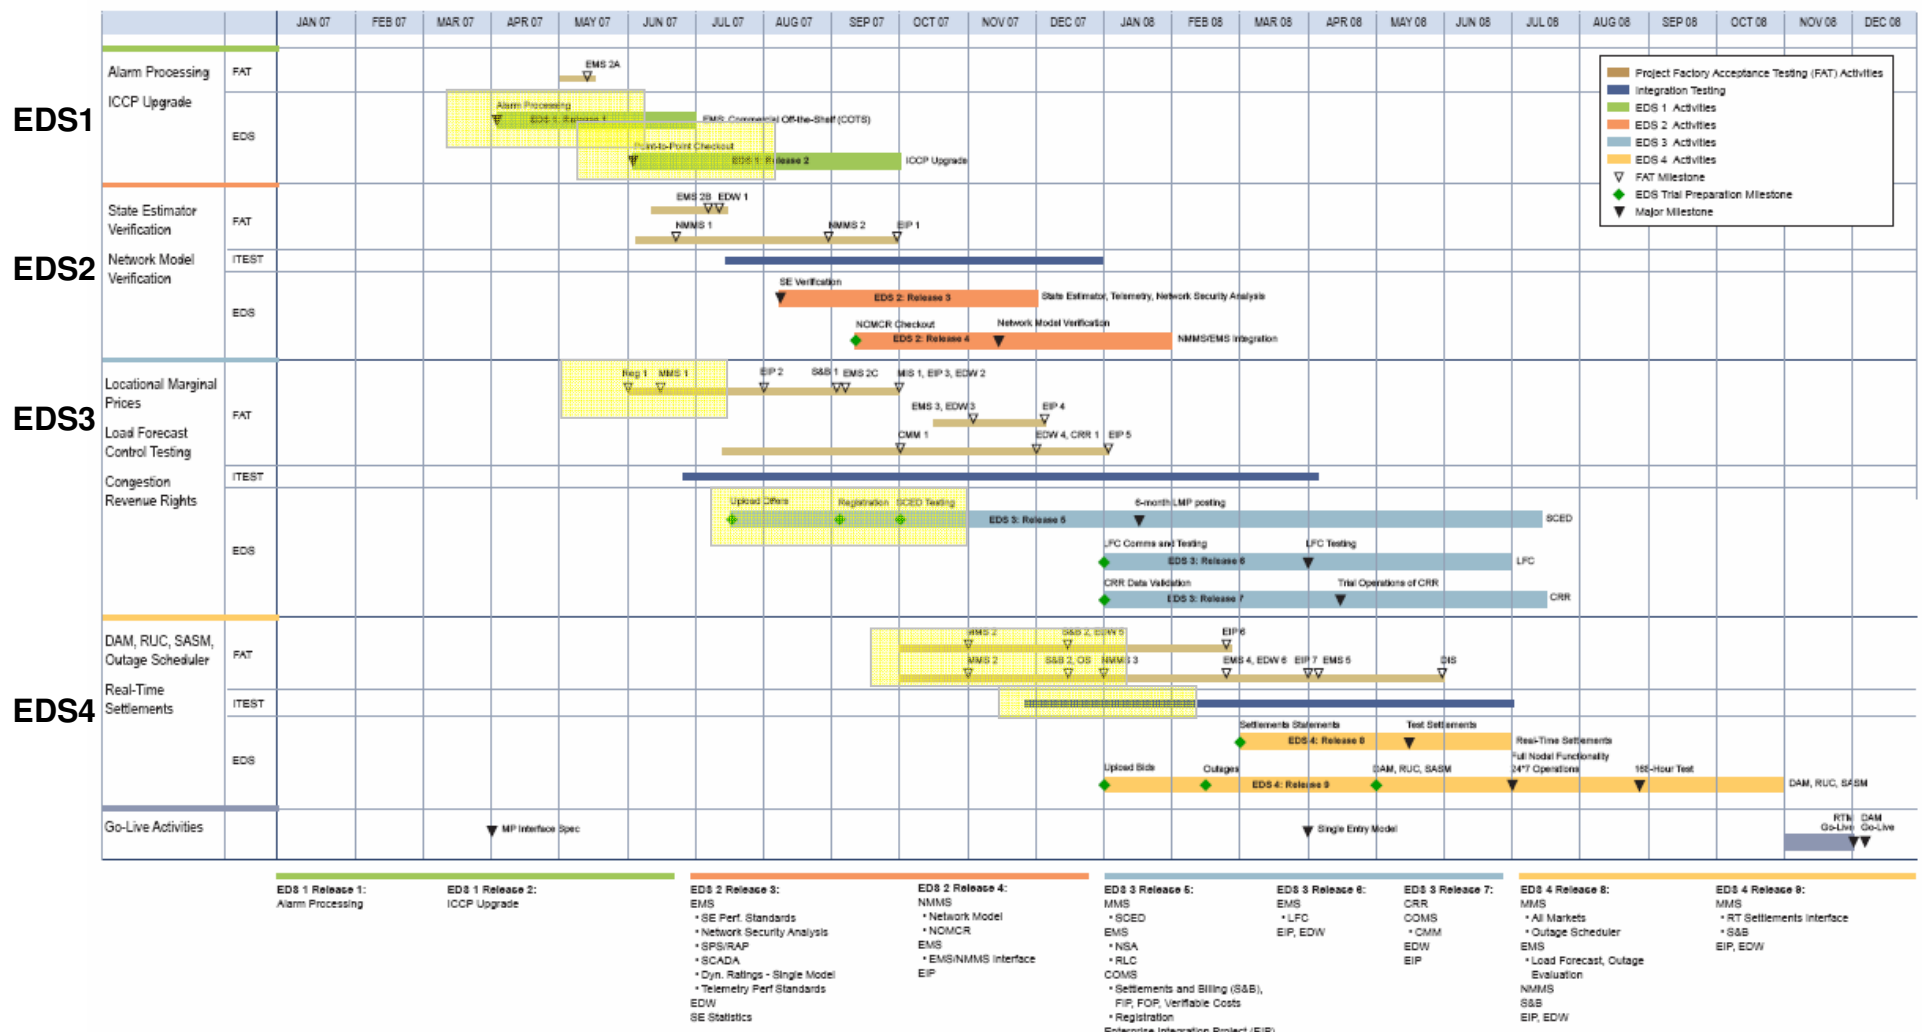 JAN 07 FEB 07 MAR 07 APR 07 MAY 07 JUN 07 JUL 07 AUG 07 SEP 07 OCT 07 NOV 07 DEC 07 JAN 08 FEB 08 MAR 08 APR 08 MAY 08 JUN 08 JUL 08 AUG 08 SEP 08 OCT 08 NOV 08 DEC 08
Project Factory Acceptance Testing (FAT) Activities
Integration Testing
EDS 1 Activities
EDS 2 Activities
EDS 3 Activities
EDS 4 Activities
FAT Milestone
EDS Trial Preparation Milestone
Major Milestone
EDS1
Alarm Processing
ICCP Upgrade
FAT
EMS 2A
EDS
Alarm Processing
EDS 1: Release 1
EMS: Commercial Off-the-Shelf (COTS)
Point-to-Point Checkout
EDS 1: Release 2
ICCP Upgrade
EDS2
State Estimator
Verification
Network Model
Verification
FAT
EMS 2B EDW 1
NMMS 1 NMMS 2 EIP 1
ITEST
EDS
SE Verification
EDS 2: Release 3
State Estimator, Telemetry, Network Security Analysis
NOMCR Checkout Network Model Verification
EDS 2: Release 4
NMMS/EMS Integration
EDS3
Locational Marginal
Prices
Load Forecast
Control Testing
Congestion
Revenue Rights
FAT
Reg 1 MMS 1 EIP 2 S&B 1 EMS 2C MIS 1, EIP 3, EDW 2
EMS 3, EDW 3 EIP 4
CMM 1 EDW 4, CRR 1 EIP 5
ITEST
EDS
Upload Offers Registration SCED Testing 6-month LMP posting
EDS 3: Release 5
SCED
LFC Comms and Testing LFC Testing
EDS 3: Release 6
LFC
CRR Data Validation Trial Operations of CRR
EDS 3: Release 7
CRR
EDS4
DAM, RUC, SASM,
Outage Scheduler
Real-Time
Settlements
FAT
MMS 2 S&B 2, EDW 5 EIP 6
MMS 2 S&B 2, OS NMMS 3 EMS 4, EDW 6 EIP 7 EMS 5 DIS
ITEST
EDS
Settlements Statements Test Settlements
EDS 4: Release 8
Real-Time Settlements
Full Nodal Functionality
Upload Bids Outages DAM, RUC, SASM 24*7 Operations 168-Hour Test
EDS 4: Release 9
DAM, RUC, SASM
Go-Live Activities
MP Interface Spec
Single Entry Model
RTM DAM
Go-Live Go-Live
EDS 1 Release 1:
Alarm Processing
EDS 1 Release 2:
ICCP Upgrade
EDS 2 Release 3:
EMS
• SE Perf. Standards
• Network Security Analysis
• SPS/RAP
• SCADA
• Dyn. Ratings - Single Model
• Telemetry Perf Standards
EDW
SE Statistics
EDS 2 Release 4:
NMMS
• Network Model
• NOMCR
EMS
• EMS/NMMS Interface
EIP
EDS 3 Release 5:
MMS
• SCED
EMS
• NSA
• RLC
COMS
• Settlements and Billing (S&B),
FIP, FOP, Verifiable Costs
• Registration
Enterprise Integration Project (EIP)
EDS 3 Release 6:
EMS
• LFC
EIP, EDW
EDS 3 Release 7:
CRR
COMS
• CMM
EDW
EIP
EDS 4 Release 8:
MMS
• All Markets
• Outage Scheduler
EMS
• Load Forecast, Outage
Evaluation
NMMS
S&B
EIP, EDW
EDS 4 Release 9:
MMS
• RT Settlements Interface
• S&B
EIP, EDW